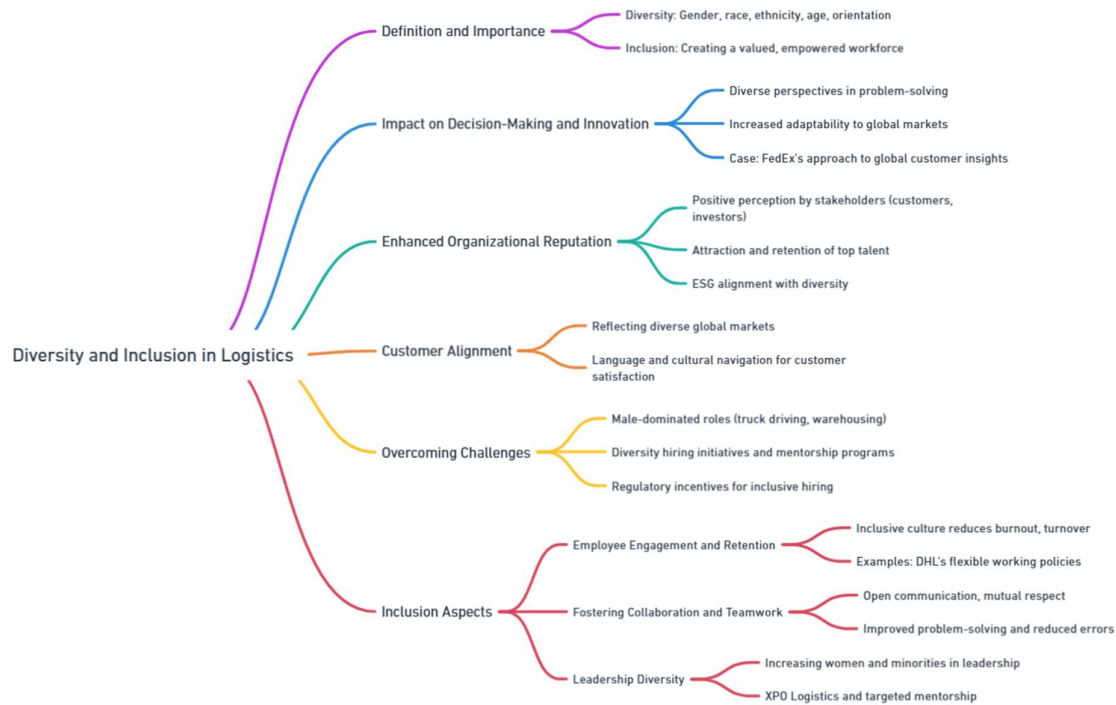 Diversity and Inclusion in Logistics
Definition and Importance
Diversity: Gender, race, ethnicity, age, orientation
Inclusion: Creating a valued, empowered workforce
Impact on Decision-Making and Innovation
Diverse perspectives in problem-solving
Increased adaptability to global markets
Case: FedEx's approach to global customer insights
Enhanced Organizational Reputation
Positive perception by stakeholders (customers,
investors)
Attraction and retention of top talent
ESG alignment with diversity
Customer Alignment
Reflecting diverse global markets
Language and cultural navigation for customer
satisfaction
Overcoming Challenges
Male-dominated roles (truck driving, warehousing)
Diversity hiring initiatives and mentorship programs
Regulatory incentives for inclusive hiring
Inclusion Aspects
Employee Engagement and Retention
Inclusive culture reduces burnout, turnover
Examples: DHL's flexible working policies
Fostering Collaboration and Teamwork
Open communication, mutual respect
Improved problem-solving and reduced errors
Leadership Diversity
Increasing women and minorities in leadership
XPO Logistics and targeted mentorship